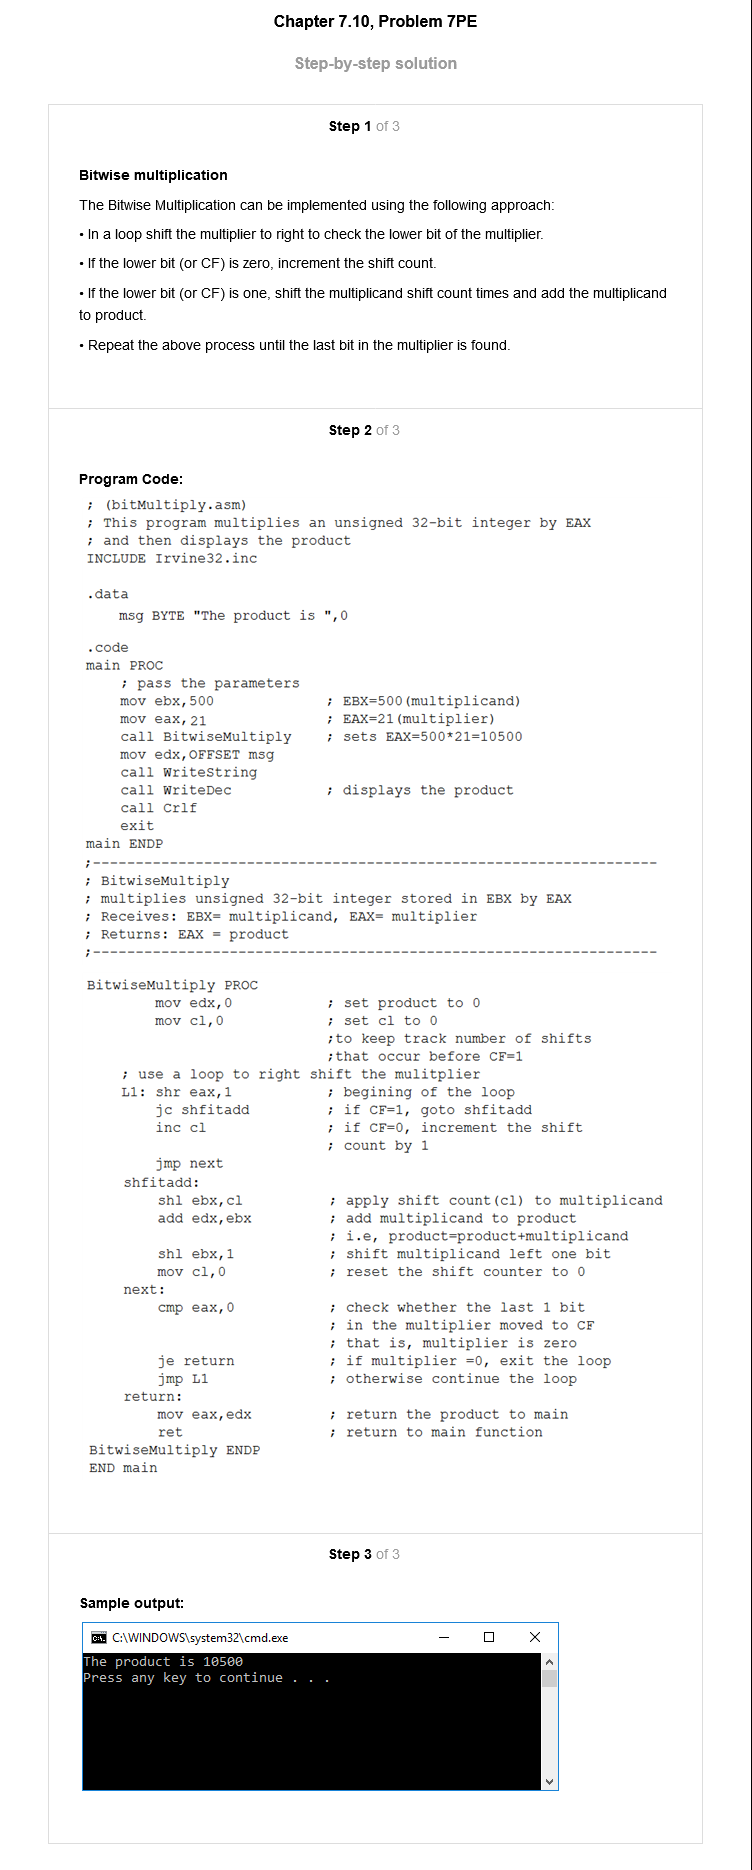 Chapter 7.10, Problem 7PE
Step-by-step solution
Step 1 of 3
Bitwise multiplication
The Bitwise Multiplication can be implemented using the following approach:
• In a loop shift the multiplier to right to check the lower bit of the multiplier.
• If the lower bit (or CF) is zero, increment the shift count.
• If the lower bit (or CF) is one, shift the multiplicand shift count times and add the multiplicand
to product.
• Repeat the above process until the last bit in the multiplier is found.
Step 2 of 3
Program Code:
; (bitMultiply.asm)
; This program multiplies an unsigned 32-bit integer by EAX
; and then displays the product
INCLUDE Irvine32.inc
.data
msg BYTE "The product is ",0
.code
main PROC
; pass the parameters
mov ebx,500 ; EBX=500(multiplicand)
mov eax,21 ; EAX=21(multiplier)
call BitwiseMultiply ; sets EAX=500*21=10500
mov edx,OFFSET msg
call WriteString
call WriteDec ; displays the product
call Crlf
exit
main ENDP
;------------------------------------------------------------------
; BitwiseMultiply
; multiplies unsigned 32-bit integer stored in EBX by EAX
; Receives: EBX= multiplicand, EAX= multiplier
; Returns: EAX = product
;------------------------------------------------------------------
BitwiseMultiply PROC
mov edx,0 ; set product to 0
mov cl,0 ; set cl to 0
;to keep track number of shifts
;that occur before CF=1
; use a loop to right shift the mulitplier
L1: shr eax,1 ; begining of the loop
jc shfitadd ; if CF=1, goto shfitadd
inc cl ; if CF=0, increment the shift
; count by 1
jmp next
shfitadd:
shl ebx,cl ; apply shift count(cl) to multiplicand
add edx,ebx ; add multiplicand to product
; i.e, product=product+multiplicand
shl ebx,1 ; shift multiplicand left one bit
mov cl,0 ; reset the shift counter to 0
next:
cmp eax,0 ; check whether the last 1 bit
; in the multiplier moved to CF
; that is, multiplier is zero
je return ; if multiplier =0, exit the loop
jmp L1 ; otherwise continue the loop
return:
mov eax,edx ; return the product to main
ret ; return to main function
BitwiseMultiply ENDP
END main
Step 3 of 3
Sample output:
C:\WINDOWS\system32\cmd.exe
The product is 10500
Press any key to continue . . .